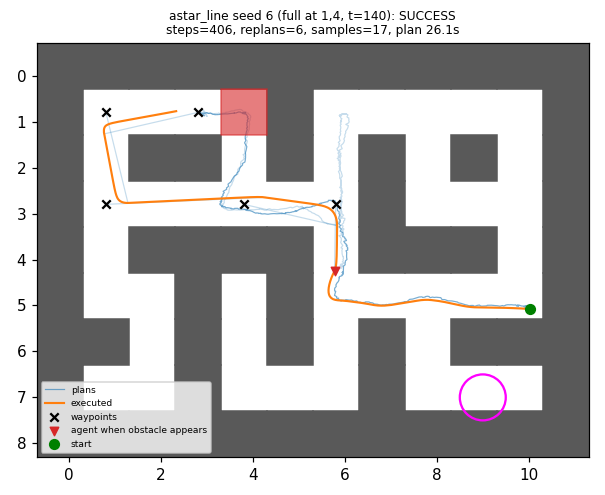 astar_line seed 6 (full at 1,4, t=140): SUCCESS
steps=406, replans=6, samples=17, plan 26.1s
0
1
2
3
4
5
6
7
8
plans
executed
waypoints
agent when obstacle appears
start
0
2
4
6
8
10